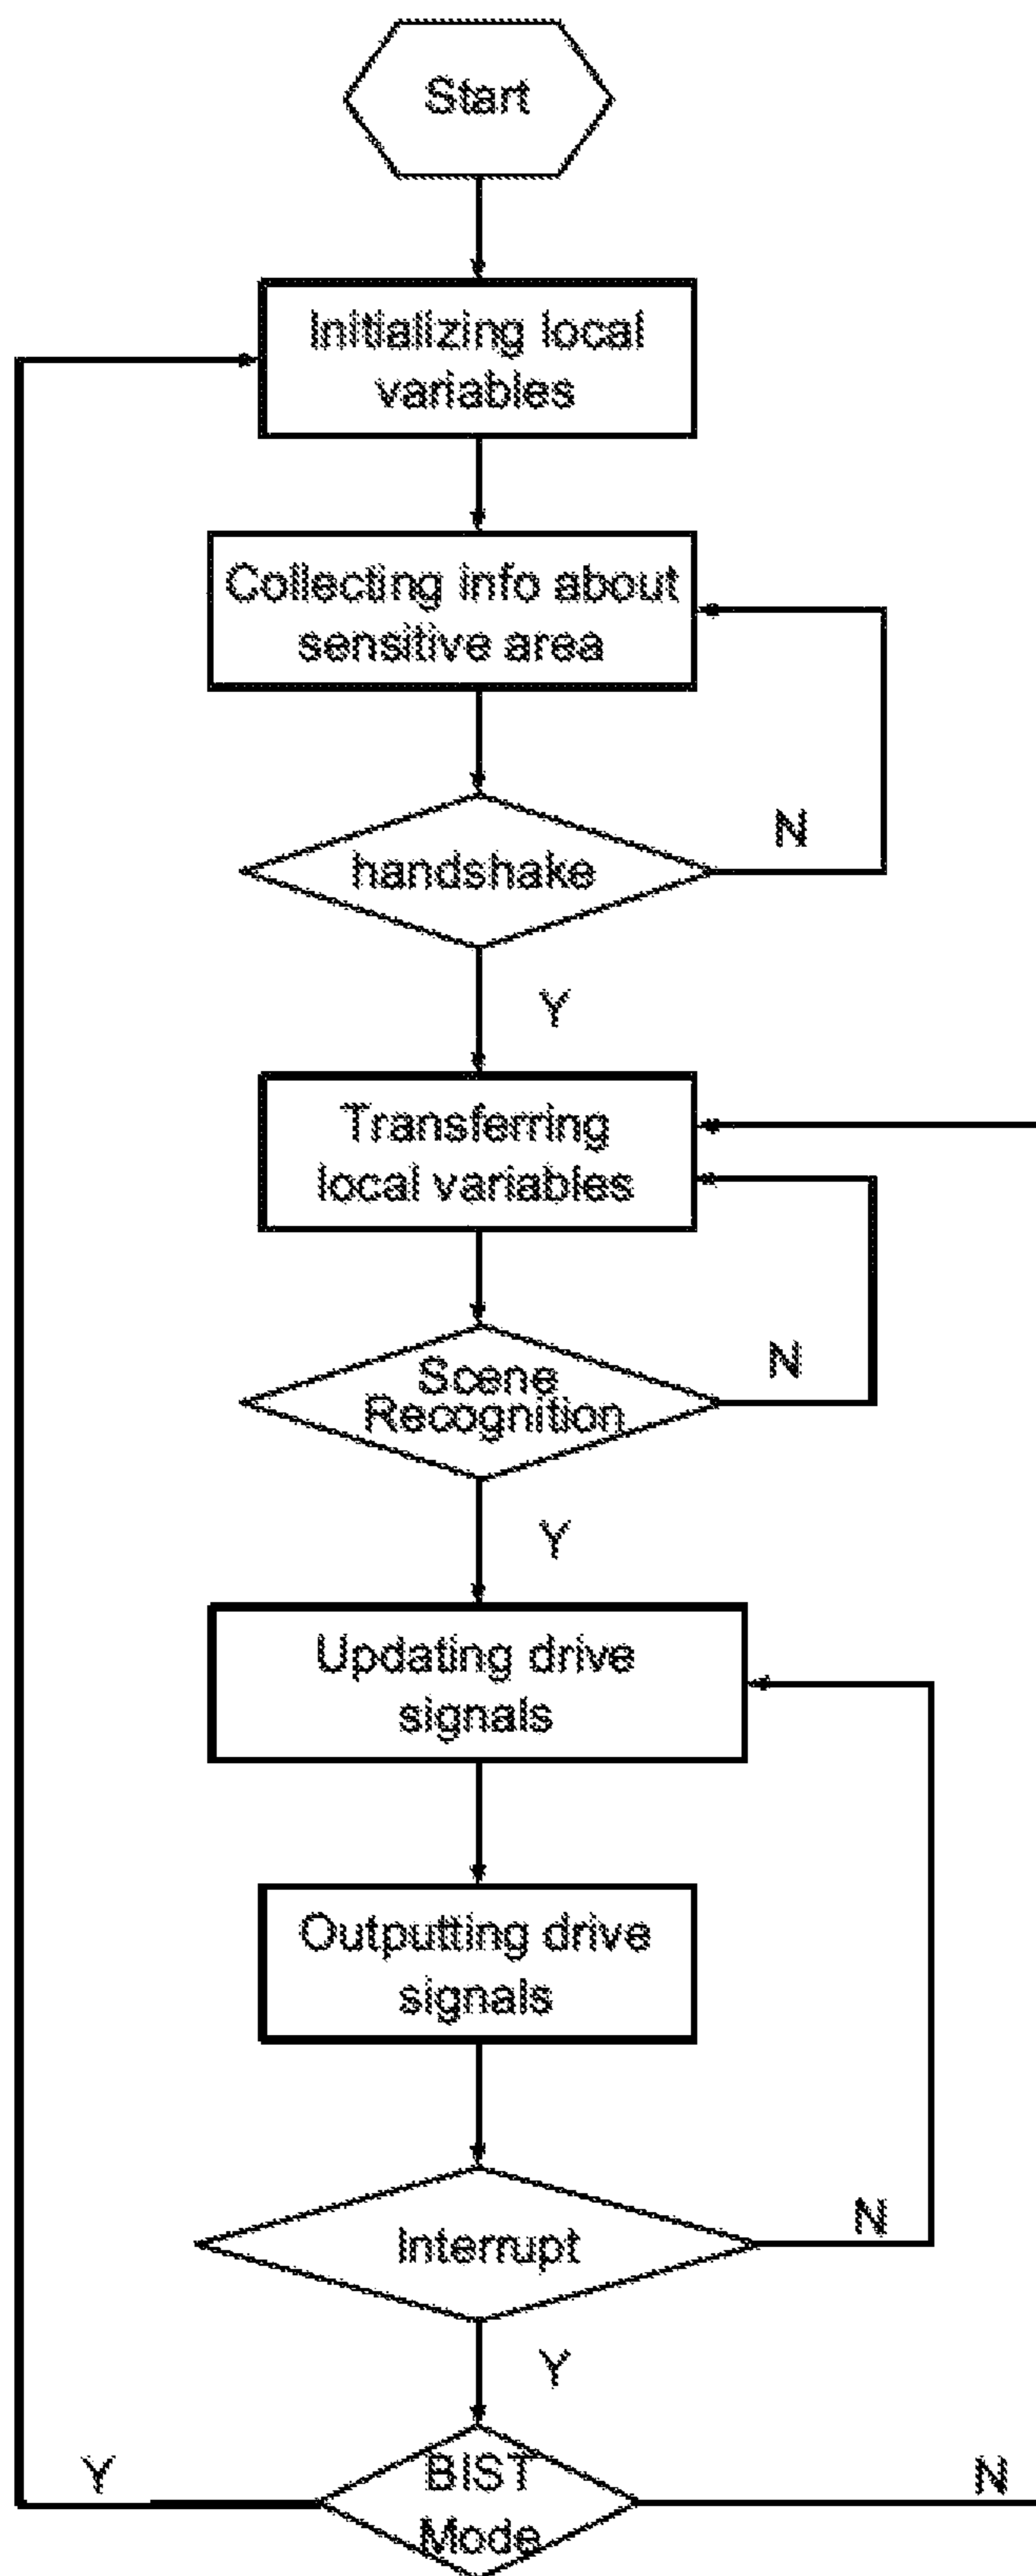 Start
Initializing local
variables
Collecting info about
sensitive area
N
handshake
Y
Transferring
local variables
N
Scene
Recognition
Y
Updating drive
signals
Outputting drive
signals
N
Interrupt
Y
Y
BIST
Mode
N